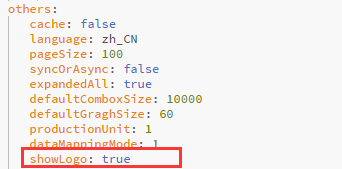 others:
cache: false
language: zh_CN
pageSize: 100
syncOrAsync: false
expandedAll: true
defaultComboxSize: 10000
defaultGraghSize: 60
productionUnit: 1
dataMappingMode: 1
showLogo: true